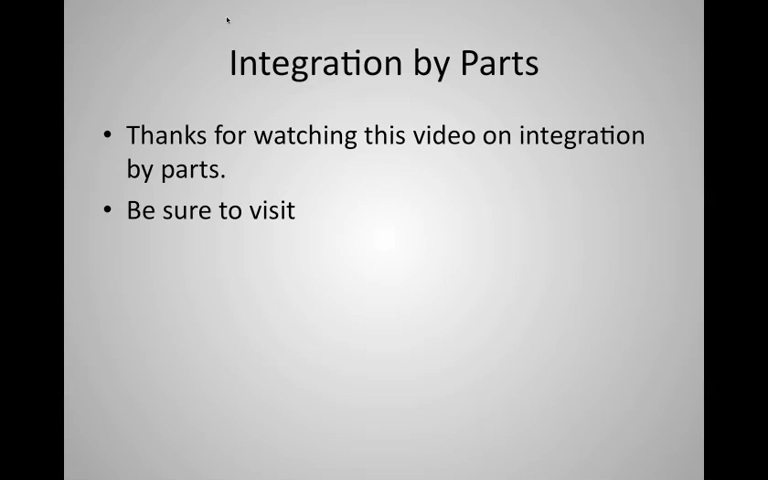 Integration by Parts
• Thanks for watching this video on integration
by parts.
• Be sure to visit